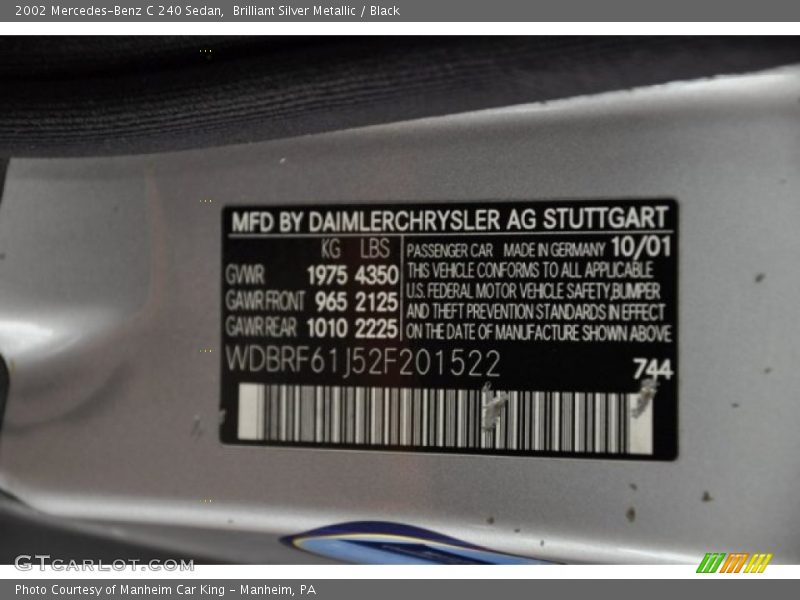 2002 Mercedes-Benz C 240 Sedan, Brilliant Silver Metallic / Black
MFD BY DAIMLERCHRYSLER AG STUTTGART
KG LBS
GVWR 1975 4350
GAWR FRONT 965 2125
GAWR REAR 1010 2225
PASSENGER CAR MADE IN GERMANY 10/01
THIS VEHICLE CONFORMS TO ALL APPLICABLE
U.S. FEDERAL MOTOR VEHICLE SAFETY,BUMPER
AND THEFT PREVENTION STANDARDS IN EFFECT
ON THE DATE OF MANUFACTURE SHOWN ABOVE
WDBRF61J52F201522
744
GTCARLOT.COM
Photo Courtesy of Manheim Car King - Manheim, PA